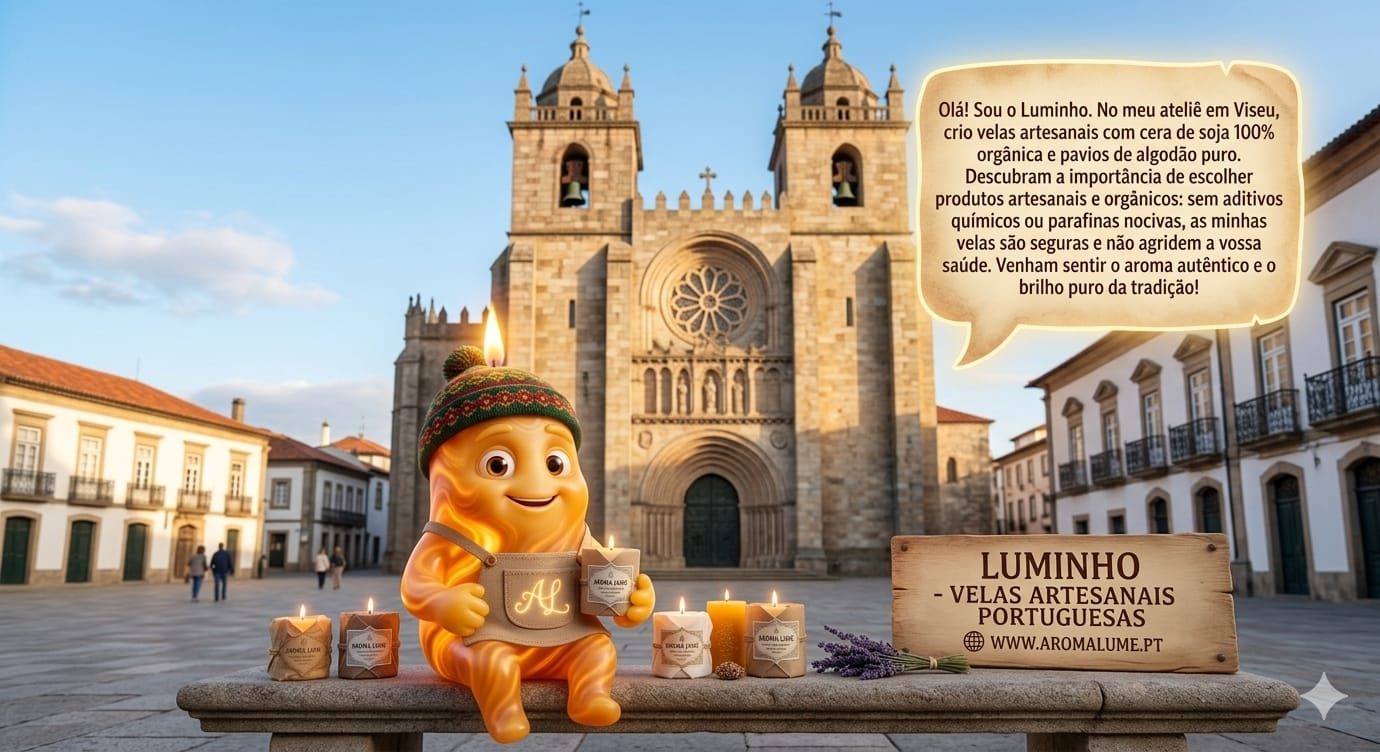 Olá! Sou o Luminho. No meu ateliê em Viseu,
crio velas artesanais com cera de soja 100%
orgânica e pavios de algodão puro.
Descubram a importância de escolher
produtos artesanais e orgânicos: sem aditivos
químicos ou parafinas nocivas, as minhas
velas são seguras e não agridem a vossa
saúde. Venham sentir o aroma autêntico e o
brilho puro da tradição!
AL
LUMINHO
- VELAS ARTESANAIS
PORTUGUESAS
WWW.AROMALUME.PT